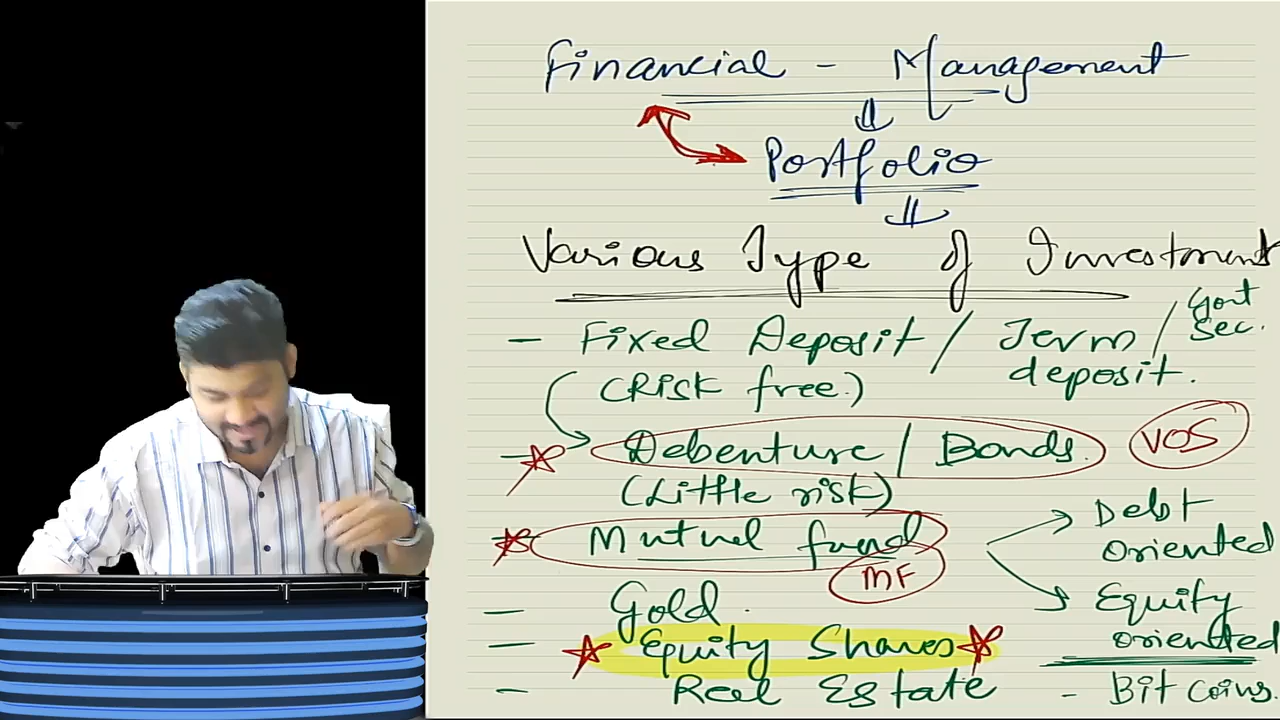 Financial - Management
Portfolio
Various Type of Investment
- Fixed Deposit / Term deposit. / Govt Sec.
(Risk free)
- Debenture / Bonds. VOS
(Little risk)
- Mutual fund MF
Debt oriented
Equity oriented
- Gold.
- Equity Shares
- Real Estate
- Bit coins.